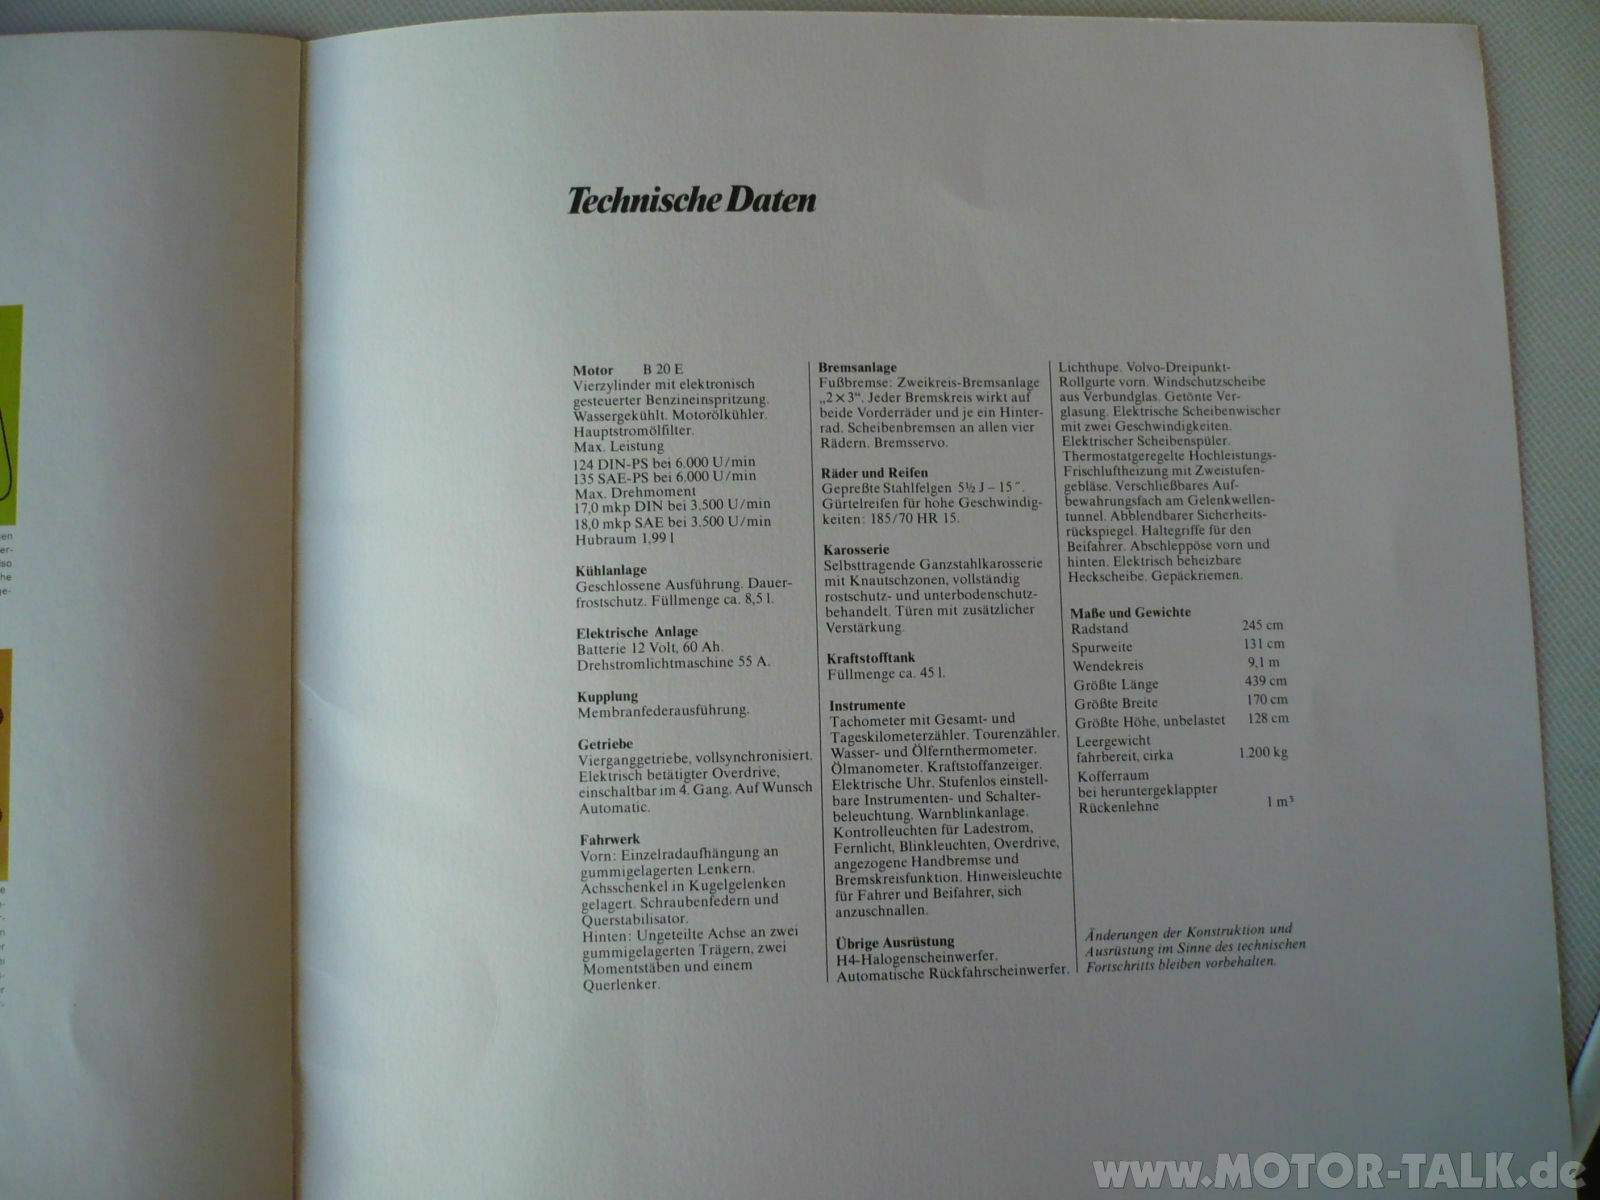 Technische Daten
Motor B 20 E
Vierzylinder mit elektronisch
gesteuerter Benzineinspritzung.
Wassergekühlt. Motorölkühler.
Hauptstromölfilter.
Max. Leistung
124 DIN-PS bei 6.000 U/min
135 SAE-PS bei 6.000 U/min
Max. Drehmoment
17,0 mkp DIN bei 3.500 U/min
18,0 mkp SAE bei 3.500 U/min
Hubraum 1,99 l
Kühlanlage
Geschlossene Ausführung. Dauer-
frostschutz. Füllmenge ca. 8,5 l.
Elektrische Anlage
Batterie 12 Volt, 60 Ah.
Drehstromlichtmaschine 55 A.
Kupplung
Membranfederausführung.
Getriebe
Vierganggetriebe, vollsynchronisiert.
Elektrisch betätigter Overdrive,
einschaltbar im 4. Gang. Auf Wunsch
Automatic.
Fahrwerk
Vorn: Einzelradaufhängung an
gummigelagerten Lenkern.
Achsschenkel in Kugelgelenken
gelagert. Schraubenfedern und
Querstabilisator.
Hinten: Ungeteilte Achse an zwei
gummigelagerten Trägern, zwei
Momentstäben und einem
Querlenker.
Bremsanlage
Fußbremse: Zweikreis-Bremsanlage
„2×3“. Jeder Bremskreis wirkt auf
beide Vorderräder und je ein Hinter-
rad. Scheibenbremsen an allen vier
Rädern. Bremsservo.
Räder und Reifen
Gepreßte Stahlfelgen 5½ J – 15″.
Gürtelreifen für hohe Geschwindig-
keiten: 185/70 HR 15.
Karosserie
Selbsttragende Ganzstahlkarosserie
mit Knautschzonen, vollständig
rostschutz- und unterbodenschutz-
behandelt. Türen mit zusätzlicher
Verstärkung.
Kraftstofftank
Füllmenge ca. 45 l.
Instrumente
Tachometer mit Gesamt- und
Tageskilometerzähler. Tourenzähler.
Wasser- und Ölfernthermometer.
Ölmanometer. Kraftstoffanzeiger.
Elektrische Uhr. Stufenlos einstell-
bare Instrumenten- und Schalter-
beleuchtung. Warnblinkanlage.
Kontrolleuchten für Ladestrom,
Fernlicht, Blinkleuchten, Overdrive,
angezogene Handbremse und
Bremskreisfunktion. Hinweisleuchte
für Fahrer und Beifahrer, sich
anzuschnallen.
Übrige Ausrüstung
H4-Halogenscheinwerfer.
Automatische Rückfahrscheinwerfer.
Lichthupe. Volvo-Dreipunkt-
Rollgurte vorn. Windschutzscheibe
aus Verbundglas. Getönte Ver-
glasung. Elektrische Scheibenwischer
mit zwei Geschwindigkeiten.
Elektrischer Scheibenspüler.
Thermostatgeregelte Hochleistungs-
Frischluftheizung mit Zweistufen-
gebläse. Verschließbares Auf-
bewahrungsfach am Gelenkwellen-
tunnel. Abblendbarer Sicherheits-
rückspiegel. Haltegriffe für den
Beifahrer. Abschleppöse vorn und
hinten. Elektrisch beheizbare
Heckscheibe. Gepäckriemen.
Maße und Gewichte
Radstand 245 cm
Spurweite 131 cm
Wendekreis 9,1 m
Größte Länge 439 cm
Größte Breite 170 cm
Größte Höhe, unbelastet 128 cm
Leergewicht
fahrbereit, cirka 1.200 kg
Kofferraum
bei heruntergeklappter
Rückenlehne 1 m³
Änderungen der Konstruktion und
Ausrüstung im Sinne des technischen
Fortschritts bleiben vorbehalten.
www.MOTOR-TALK.de